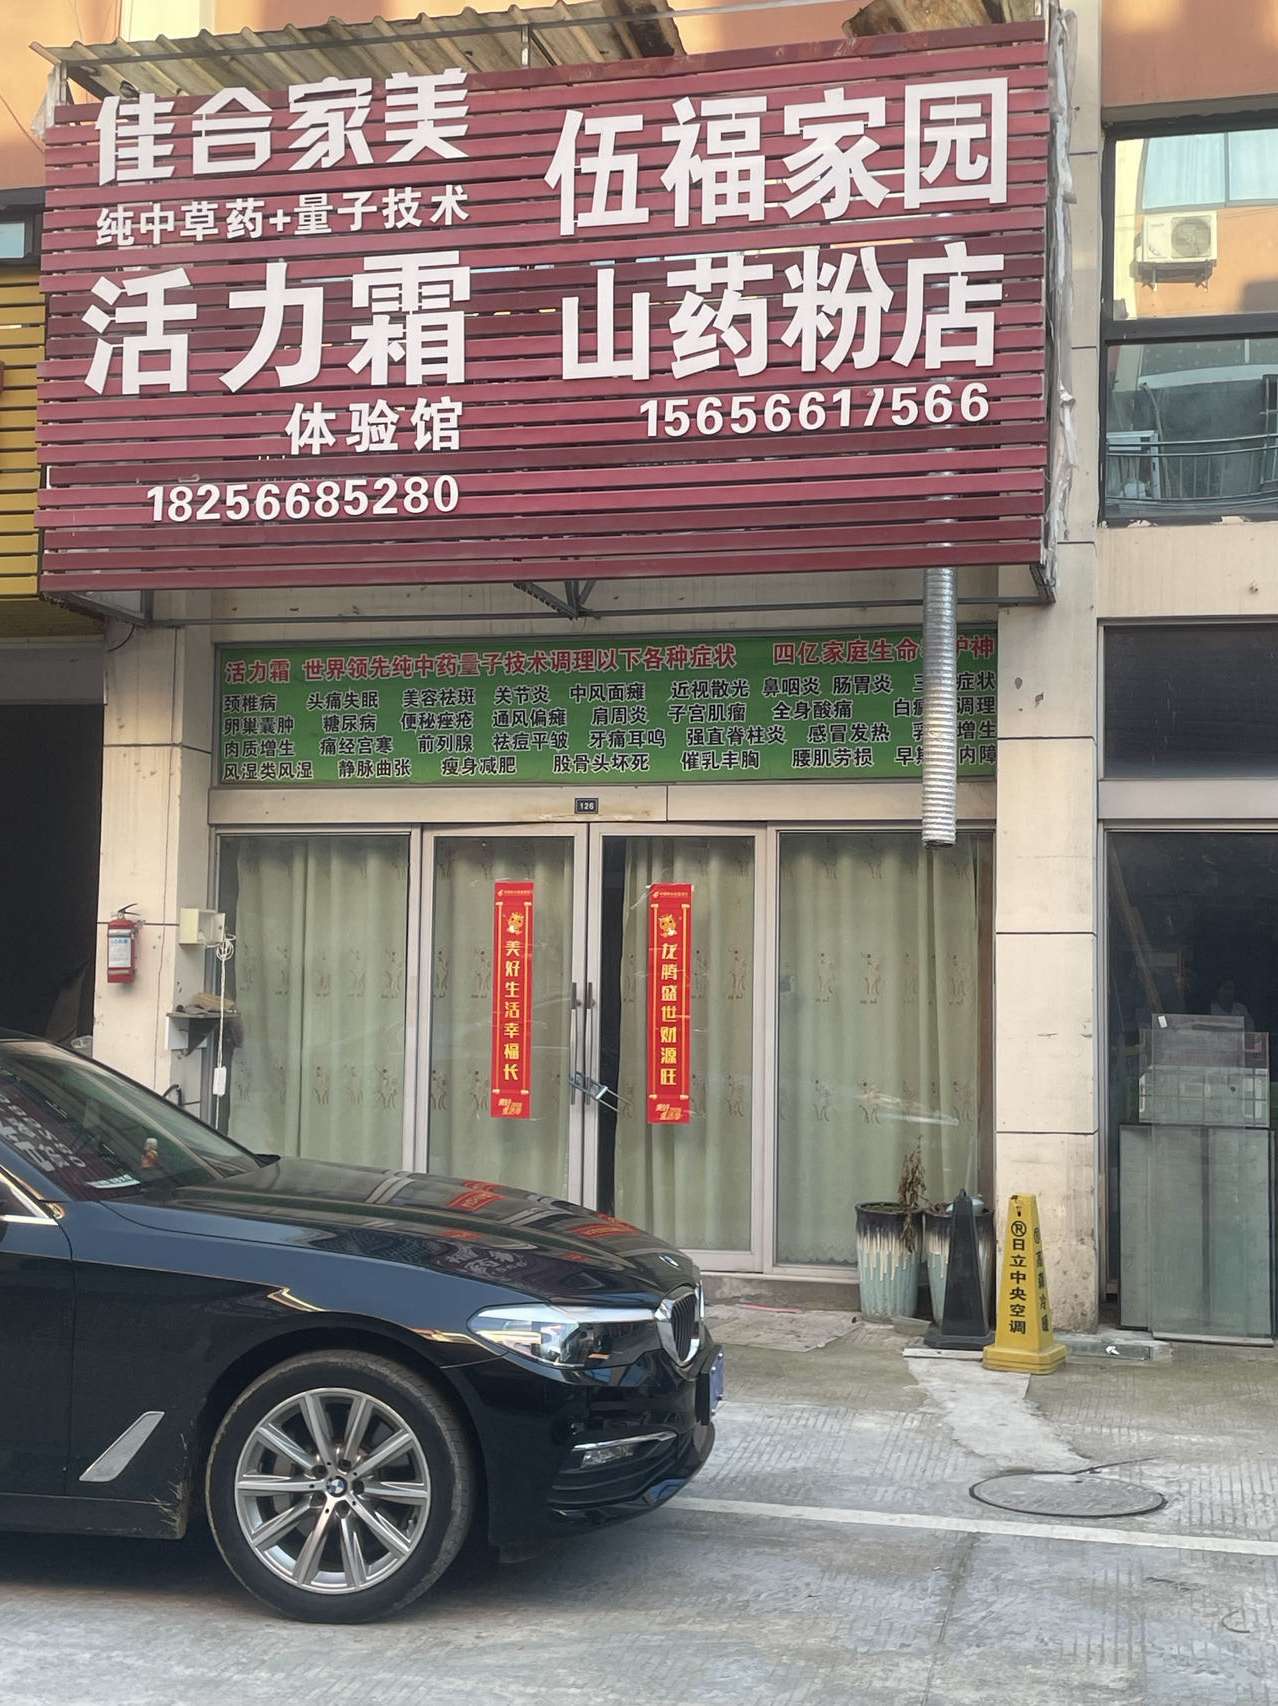 佳合家美
纯中草药+量子技术
活力霜
体验馆
18256685280
伍福家园
山药粉店
15656617566
活力霜 世界领先纯中药量子技术调理以下各种症状 四亿家庭生命 护神
颈椎病 头痛失眠 美容祛斑 关节炎 中风面瘫 近视散光 鼻咽炎 肠胃炎 三 症状
卵巢囊肿 糖尿病 便秘痤疮 通风偏瘫 肩周炎 子宫肌瘤 全身酸痛 白 调理
肉质增生 痛经宫寒 前列腺 祛痘平皱 牙痛耳鸣 强直脊柱炎 感冒发热 增生
风湿类风湿 静脉曲张 瘦身减肥 股骨头坏死 催乳丰胸 腰肌劳损 早 内障
126
美好生活幸福长
龙腾盛世财源旺
日立中央空调